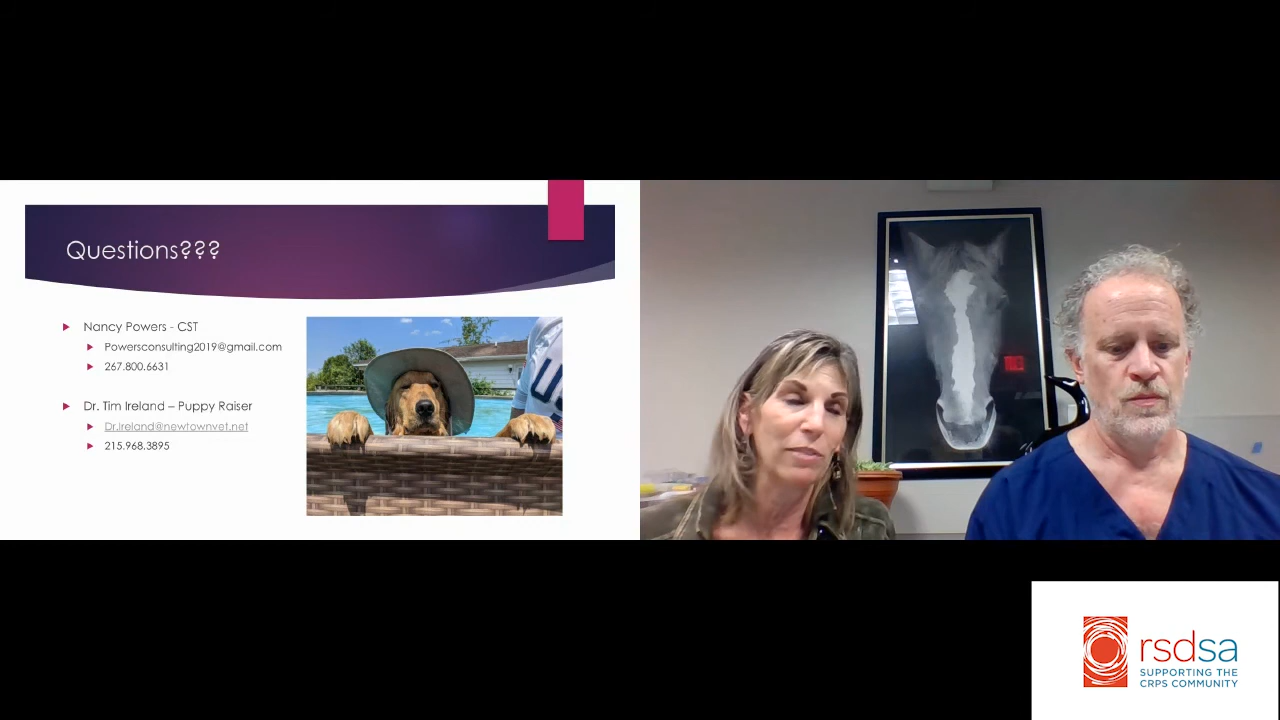 Questions???
Nancy Powers - CST
Powersconsulting2019@gmail.com
267.800.6631
Dr. Tim Ireland – Puppy Raiser
Dr.Ireland@newtownvet.net
215.968.3895
U
rsdsa
SUPPORTING THE
CRPS COMMUNITY